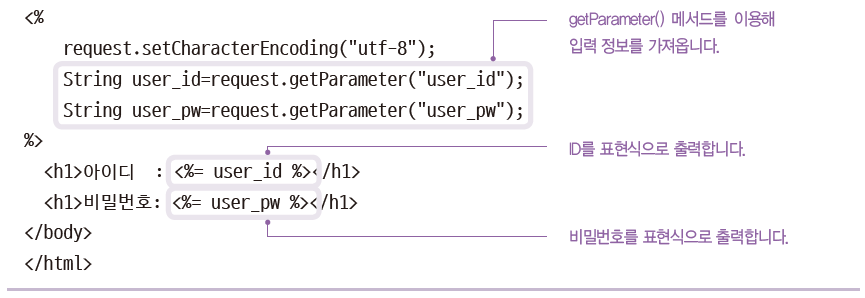 <%
request.setCharacterEncoding("utf-8");
String user_id=request.getParameter("user_id");
String user_pw=request.getParameter("user_pw");
%>
<h1>아이디 : <%= user_id %></h1>
<h1>비밀번호: <%= user_pw %></h1>
</body>
</html>
getParameter() 메서드를 이용해
입력 정보를 가져옵니다.
ID를 표현식으로 출력합니다.
비밀번호를 표현식으로 출력합니다.